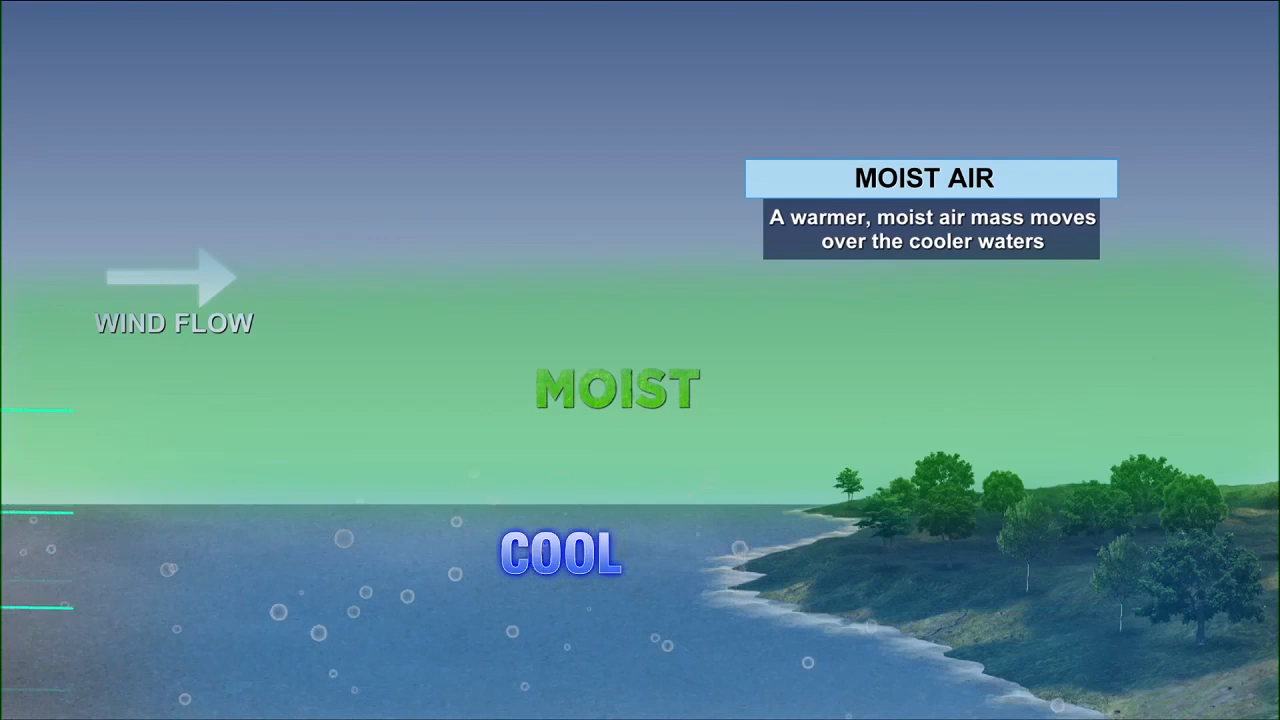 MOIST AIR
A warmer, moist air mass moves
over the cooler waters
WIND FLOW
MOIST
COOL